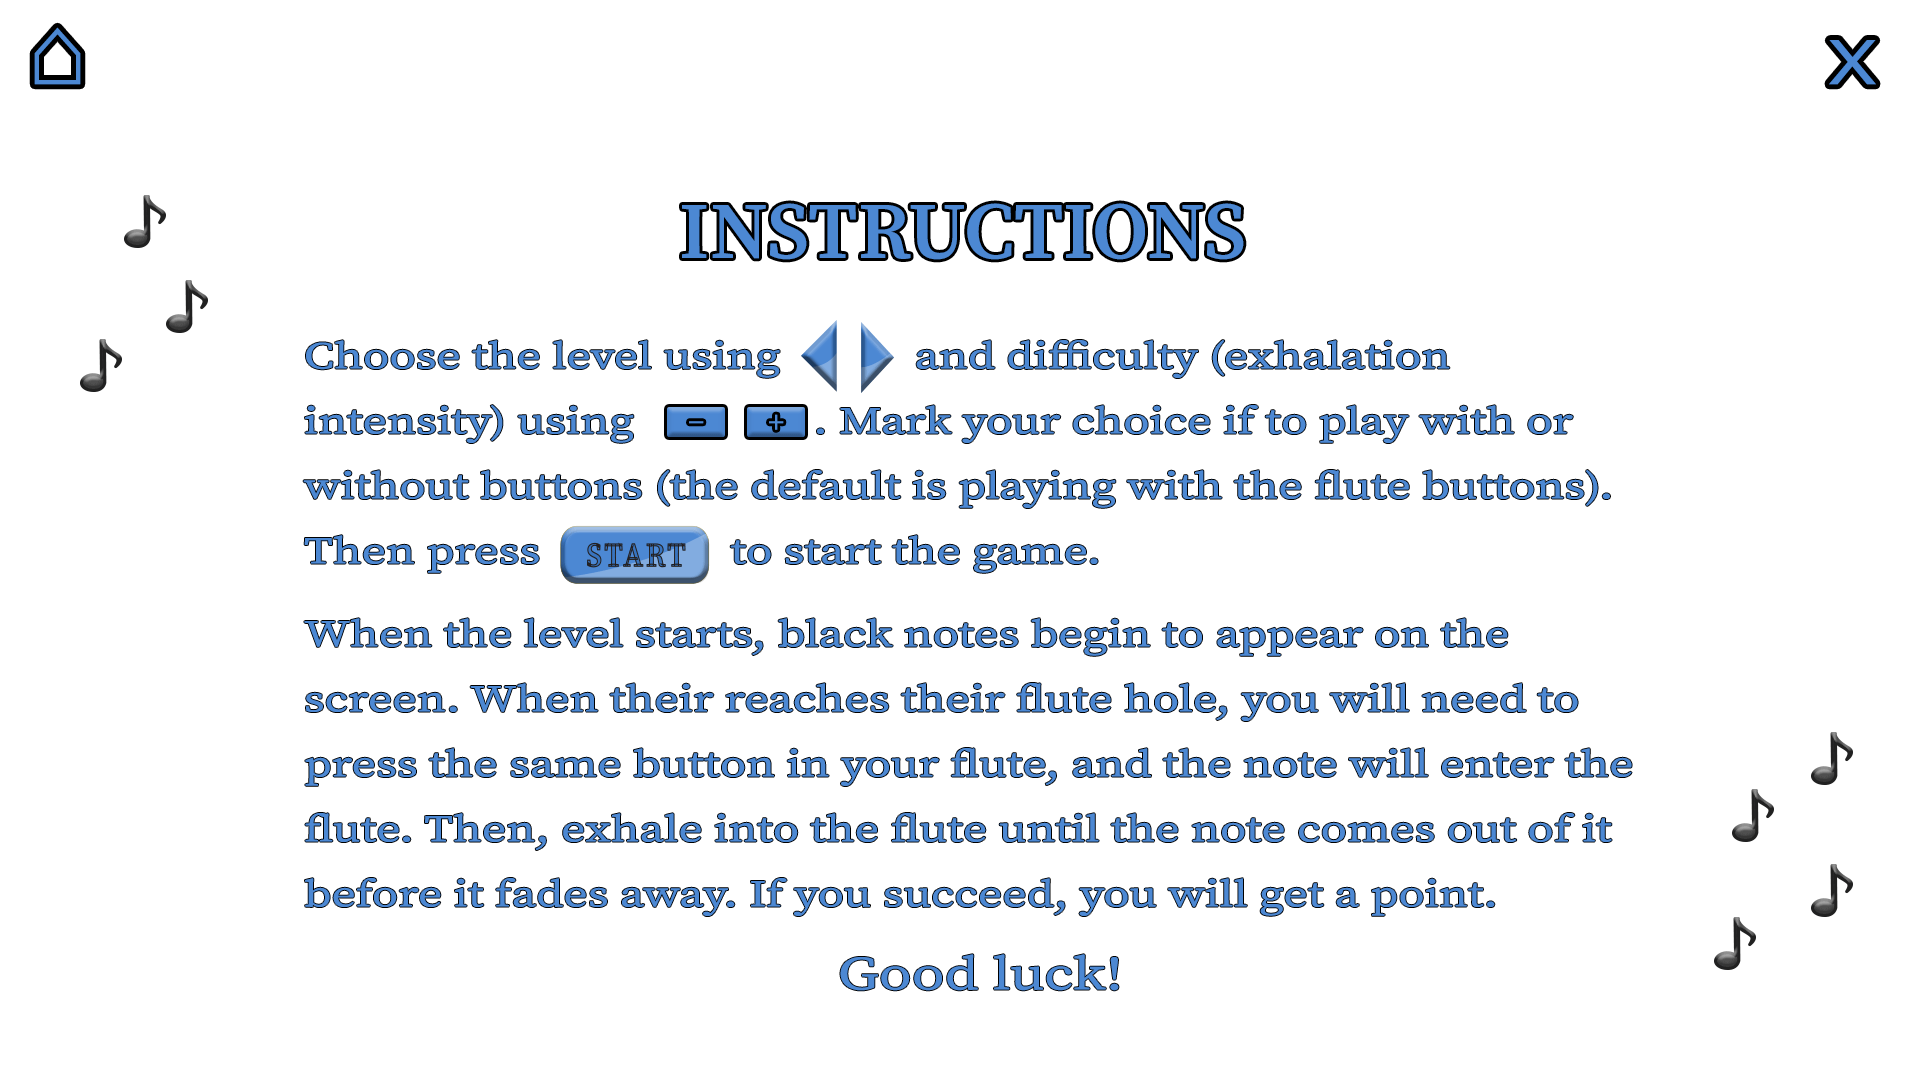 INSTRUCTIONS
Choose the level using and difficulty (exhalation
intensity) using - + . Mark your choice if to play with or
without buttons (the default is playing with the flute buttons).
Then press START to start the game.
When the level starts, black notes begin to appear on the
screen. When their reaches their flute hole, you will need to
press the same button in your flute, and the note will enter the
flute. Then, exhale into the flute until the note comes out of it
before it fades away. If you succeed, you will get a point.
Good luck!